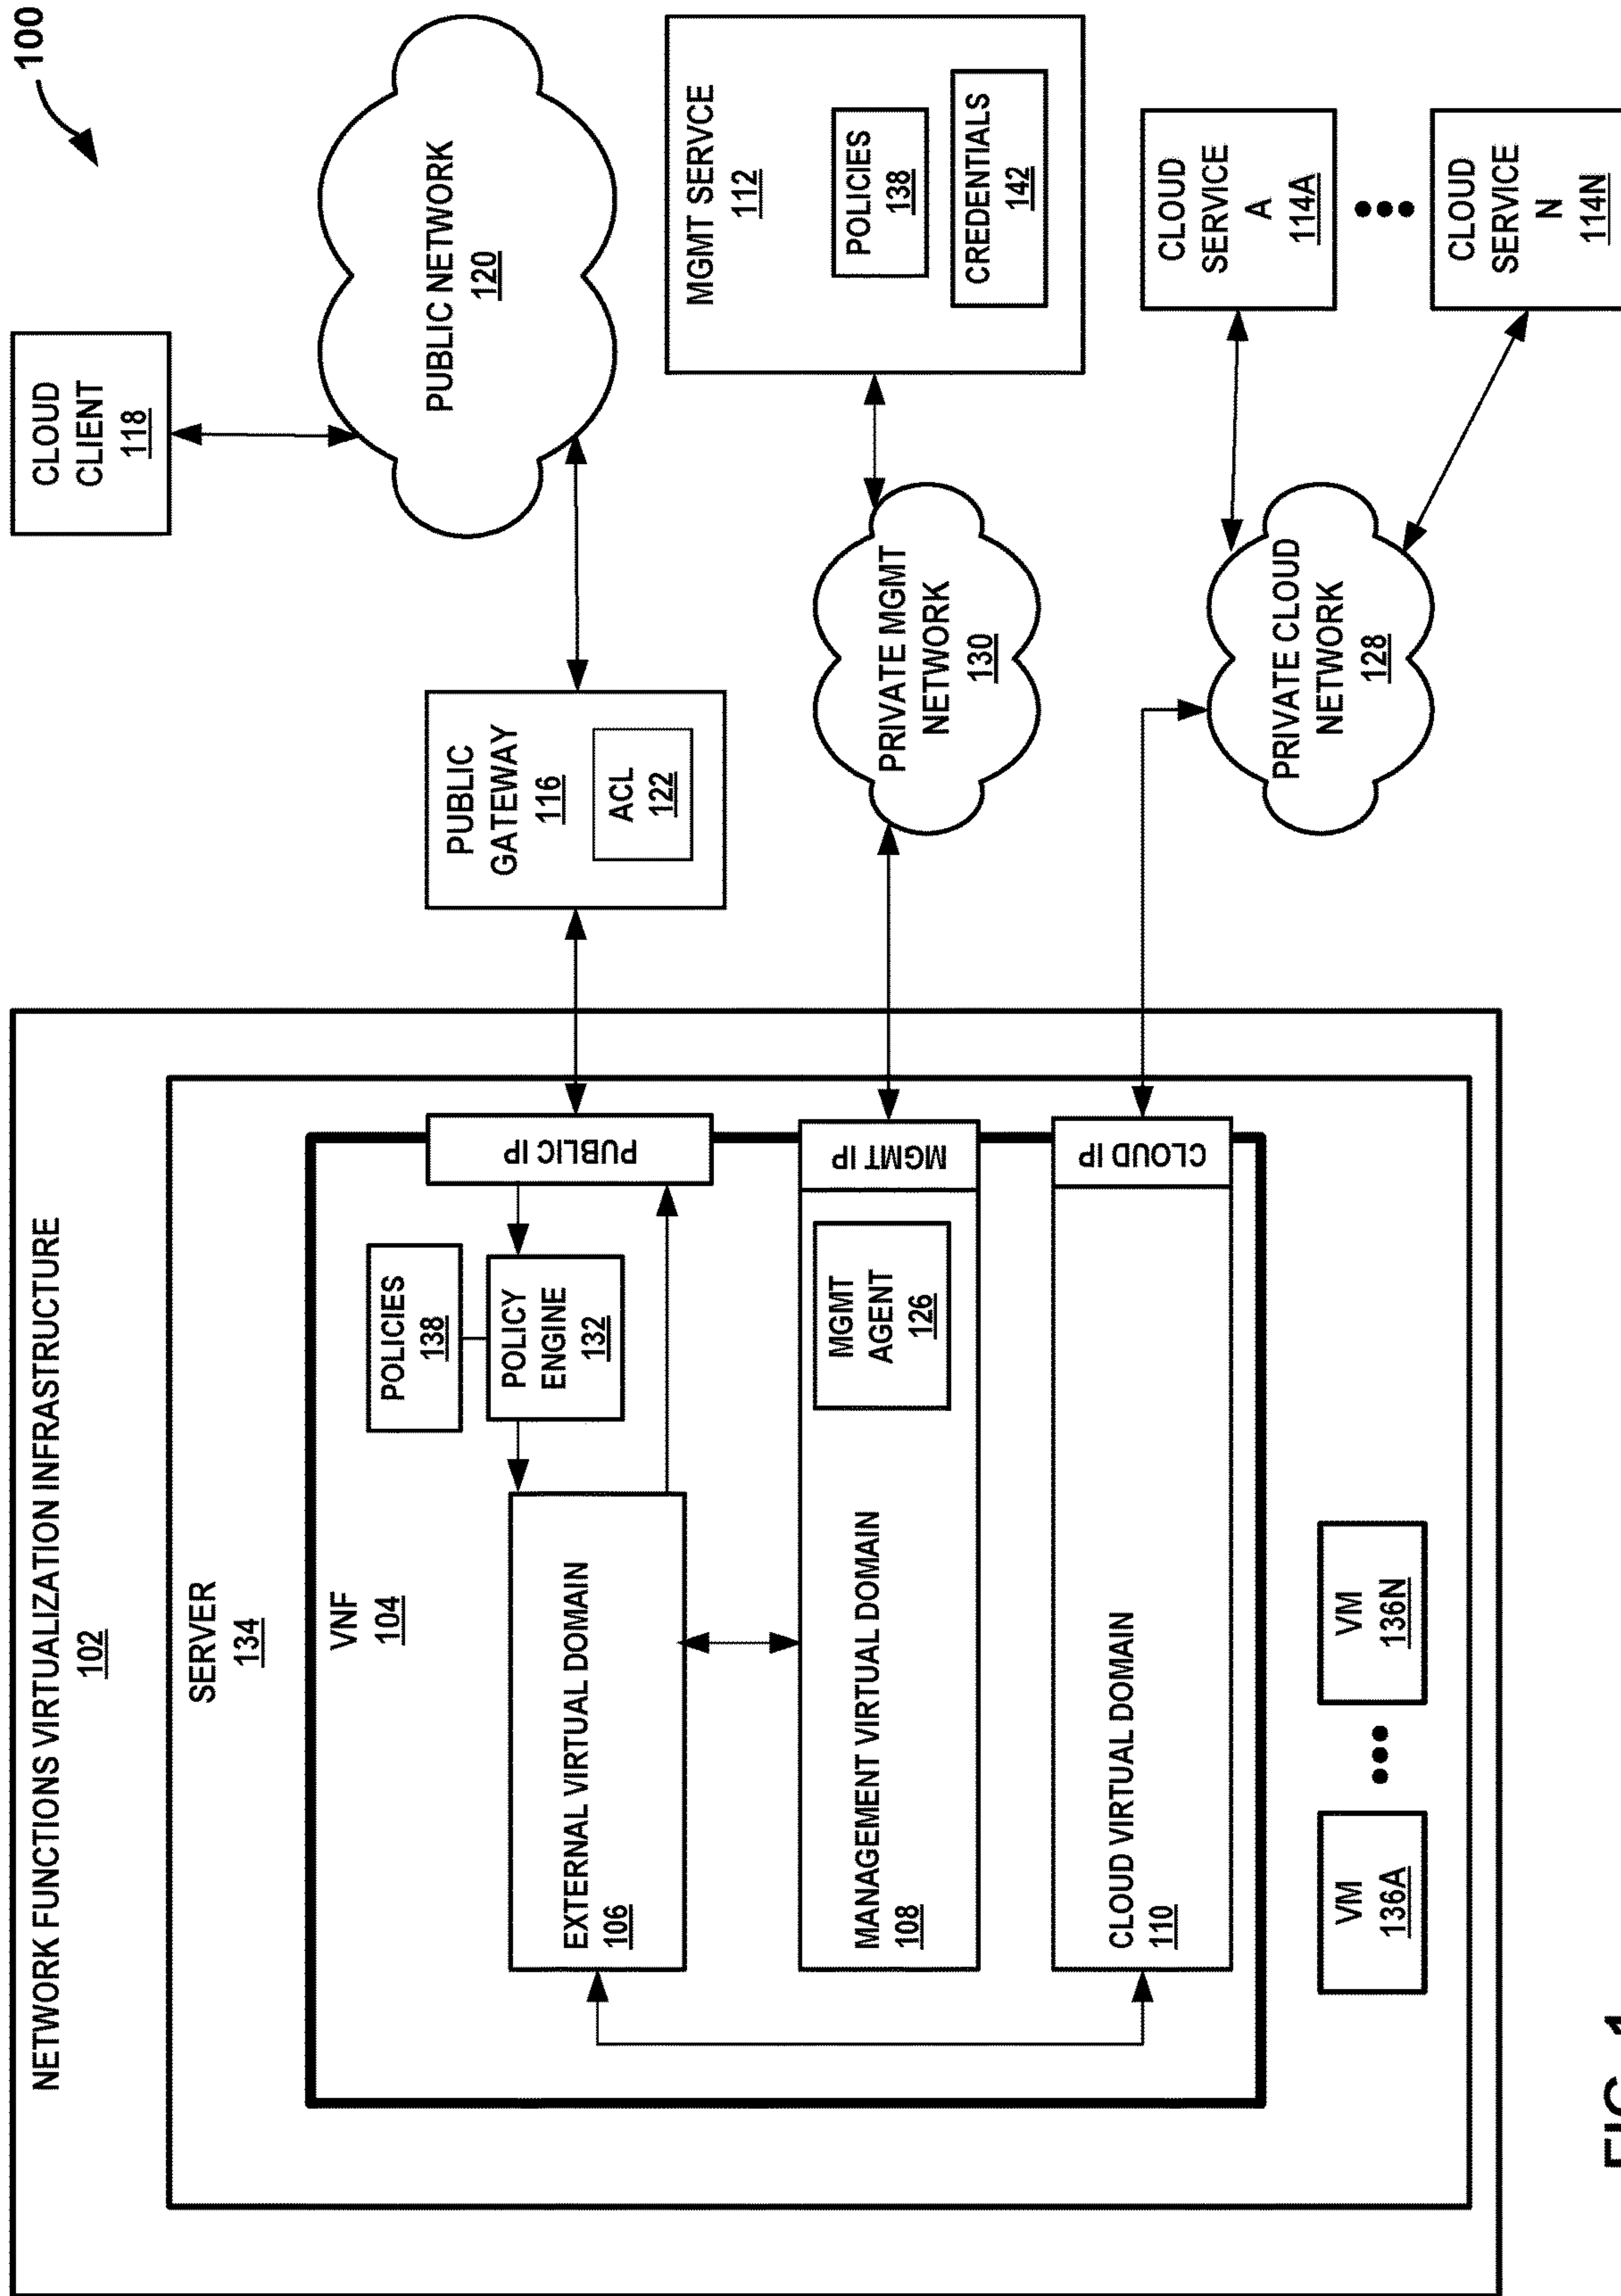 100
NETWORK FUNCTIONS VIRTUALIZATION INFRASTRUCTURE
102
SERVER
134
VNF
104
POLICIES
138
POLICY
ENGINE
132
PUBLIC IP
EXTERNAL VIRTUAL DOMAIN
106
MGMT IP
MGMT
AGENT
126
MANAGEMENT VIRTUAL DOMAIN
108
CLOUD IP
CLOUD VIRTUAL DOMAIN
110
VM
136A
VM
136N
CLOUD
CLIENT
118
PUBLIC NETWORK
120
PUBLIC
GATEWAY
116
ACL
122
MGMT SERVCE
112
POLICIES
138
CREDENTIALS
142
PRIVATE MGMT
NETWORK
130
PRIVATE CLOUD
NETWORK
128
CLOUD
SERVICE
A
114A
CLOUD
SERVICE
N
114N
FIG. 1